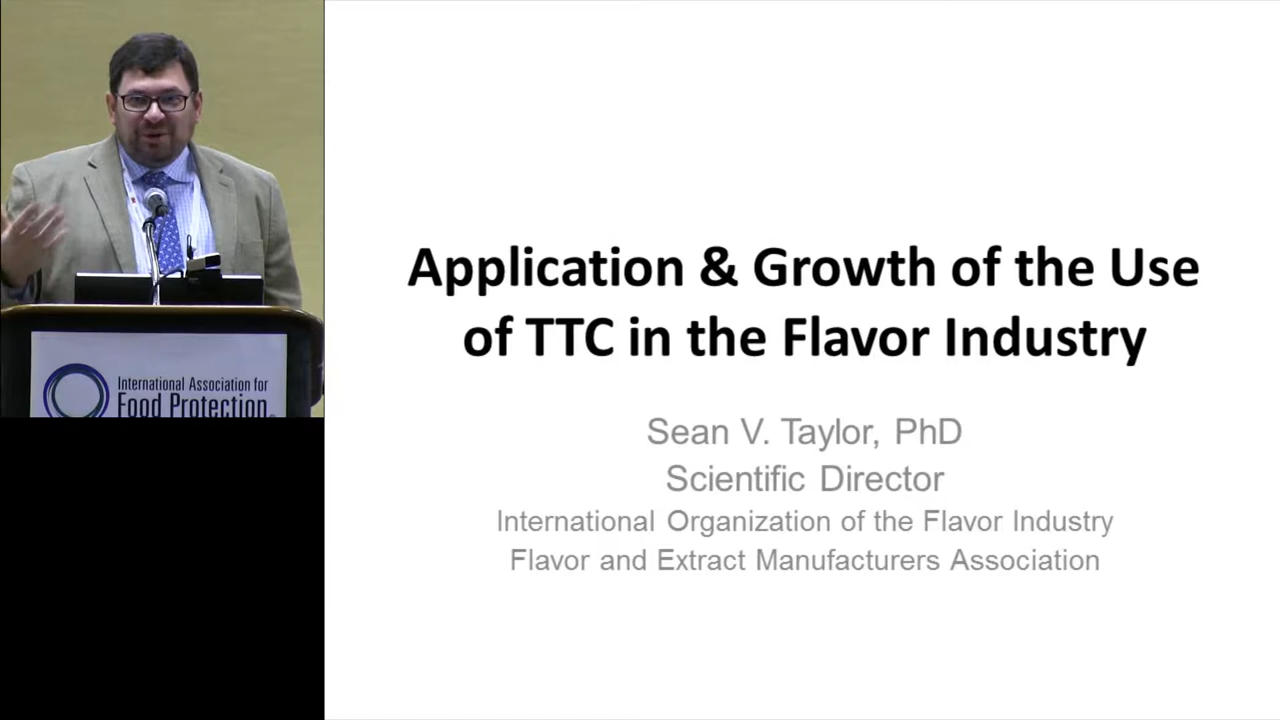 International Association for
Food Protection®
Application & Growth of the Use
of TTC in the Flavor Industry
Sean V. Taylor, PhD
Scientific Director
International Organization of the Flavor Industry
Flavor and Extract Manufacturers Association